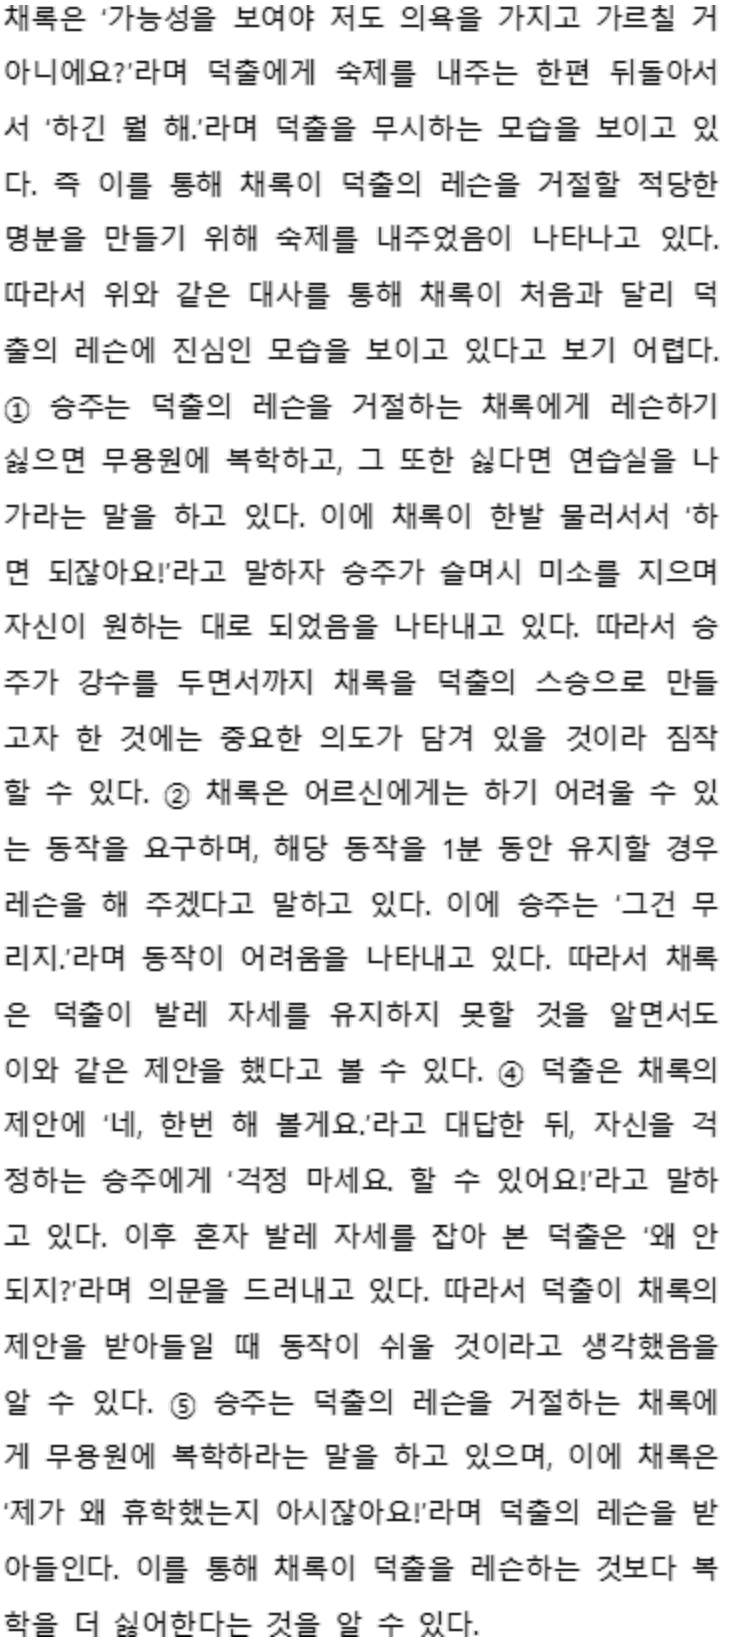 채록은 ‘가능성을 보여야 저도 의욕을 가지고 가르칠 거
아니에요?’라며 덕출에게 숙제를 내주는 한편 뒤돌아서
서 ‘하긴 뭘 해.’라며 덕출을 무시하는 모습을 보이고 있
다. 즉 이를 통해 채록이 덕출의 레슨을 거절할 적당한
명분을 만들기 위해 숙제를 내주었음이 나타나고 있다.
따라서 위와 같은 대사를 통해 채록이 처음과 달리 덕
출의 레슨에 진심인 모습을 보이고 있다고 보기 어렵다.
① 승주는 덕출의 레슨을 거절하는 채록에게 레슨하기
싫으면 무용원에 복학하고, 그 또한 싫다면 연습실을 나
가라는 말을 하고 있다. 이에 채록이 한발 물러서서 ‘하
면 되잖아요!’라고 말하자 승주가 슬며시 미소를 지으며
자신이 원하는 대로 되었음을 나타내고 있다. 따라서 승
주가 강수를 두면서까지 채록을 덕출의 스승으로 만들
고자 한 것에는 중요한 의도가 담겨 있을 것이라 짐작
할 수 있다. ② 채록은 어르신에게는 하기 어려울 수 있
는 동작을 요구하며, 해당 동작을 1분 동안 유지할 경우
레슨을 해 주겠다고 말하고 있다. 이에 승주는 ‘그건 무
리지.’라며 동작이 어려움을 나타내고 있다. 따라서 채록
은 덕출이 발레 자세를 유지하지 못할 것을 알면서도
이와 같은 제안을 했다고 볼 수 있다. ④ 덕출은 채록의
제안에 ‘네, 한번 해 볼게요.’라고 대답한 뒤, 자신을 걱
정하는 승주에게 ‘걱정 마세요. 할 수 있어요!’라고 말하
고 있다. 이후 혼자 발레 자세를 잡아 본 덕출은 ‘왜 안
되지?’라며 의문을 드러내고 있다. 따라서 덕출이 채록의
제안을 받아들일 때 동작이 쉬울 것이라고 생각했음을
알 수 있다. ⑤ 승주는 덕출의 레슨을 거절하는 채록에
게 무용원에 복학하라는 말을 하고 있으며, 이에 채록은
‘제가 왜 휴학했는지 아시잖아요!’라며 덕출의 레슨을 받
아들인다. 이를 통해 채록이 덕출을 레슨하는 것보다 복
학을 더 싫어한다는 것을 알 수 있다.